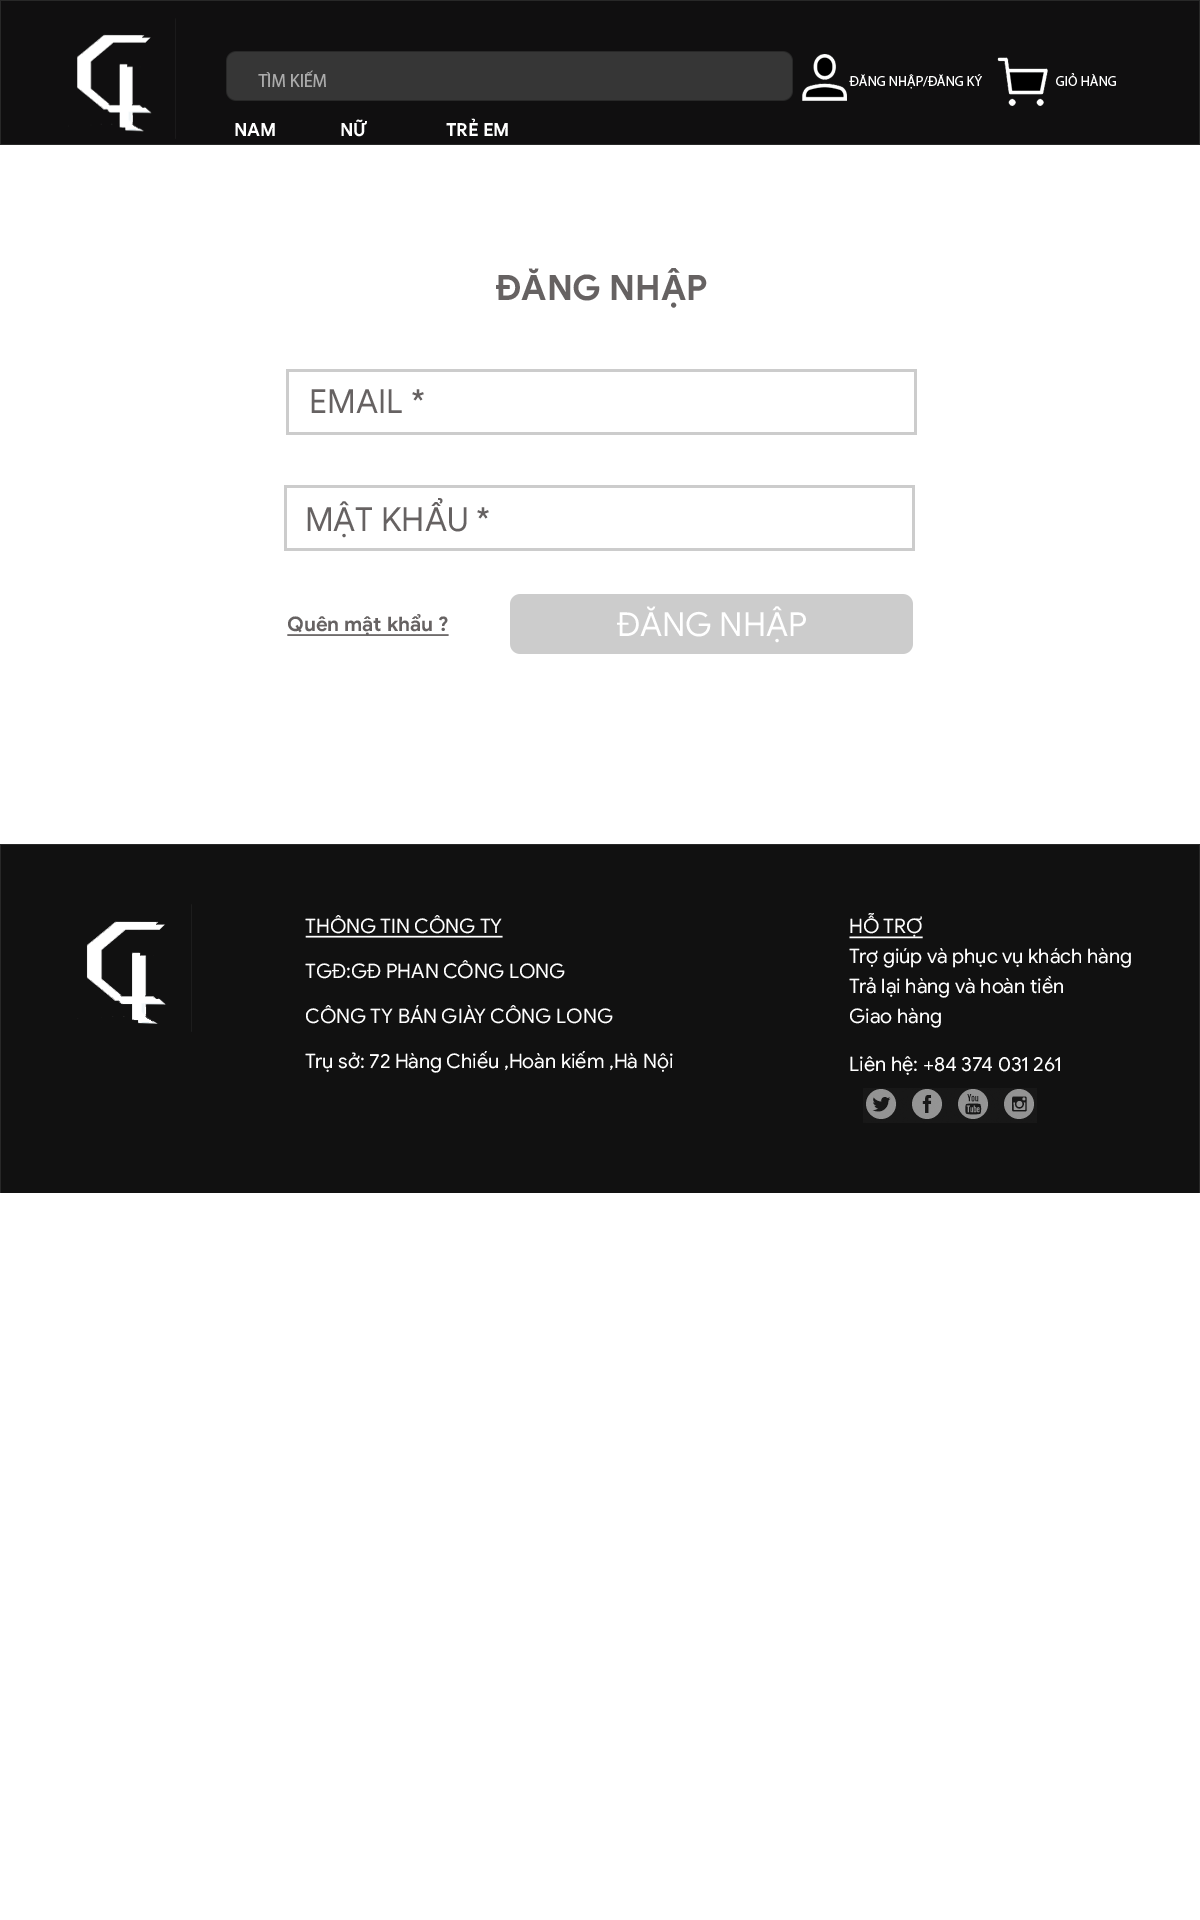 TÌM KIẾM
ĐĂNG NHẬP/ĐĂNG KÝ
GIỎ HÀNG
NAM NỮ TRẺ EM
ĐĂNG NHẬP
EMAIL *
MẬT KHẨU *
Quên mật khẩu ?
ĐĂNG NHẬP
THÔNG TIN CÔNG TY
TGĐ:GĐ PHAN CÔNG LONG
CÔNG TY BÁN GIÀY CÔNG LONG
Trụ sở: 72 Hàng Chiếu ,Hoàn kiếm ,Hà Nội
HỖ TRỢ
Trợ giúp và phục vụ khách hàng
Trả lại hàng và hoàn tiền
Giao hàng
Liên hệ: +84 374 031 261
You
Tube